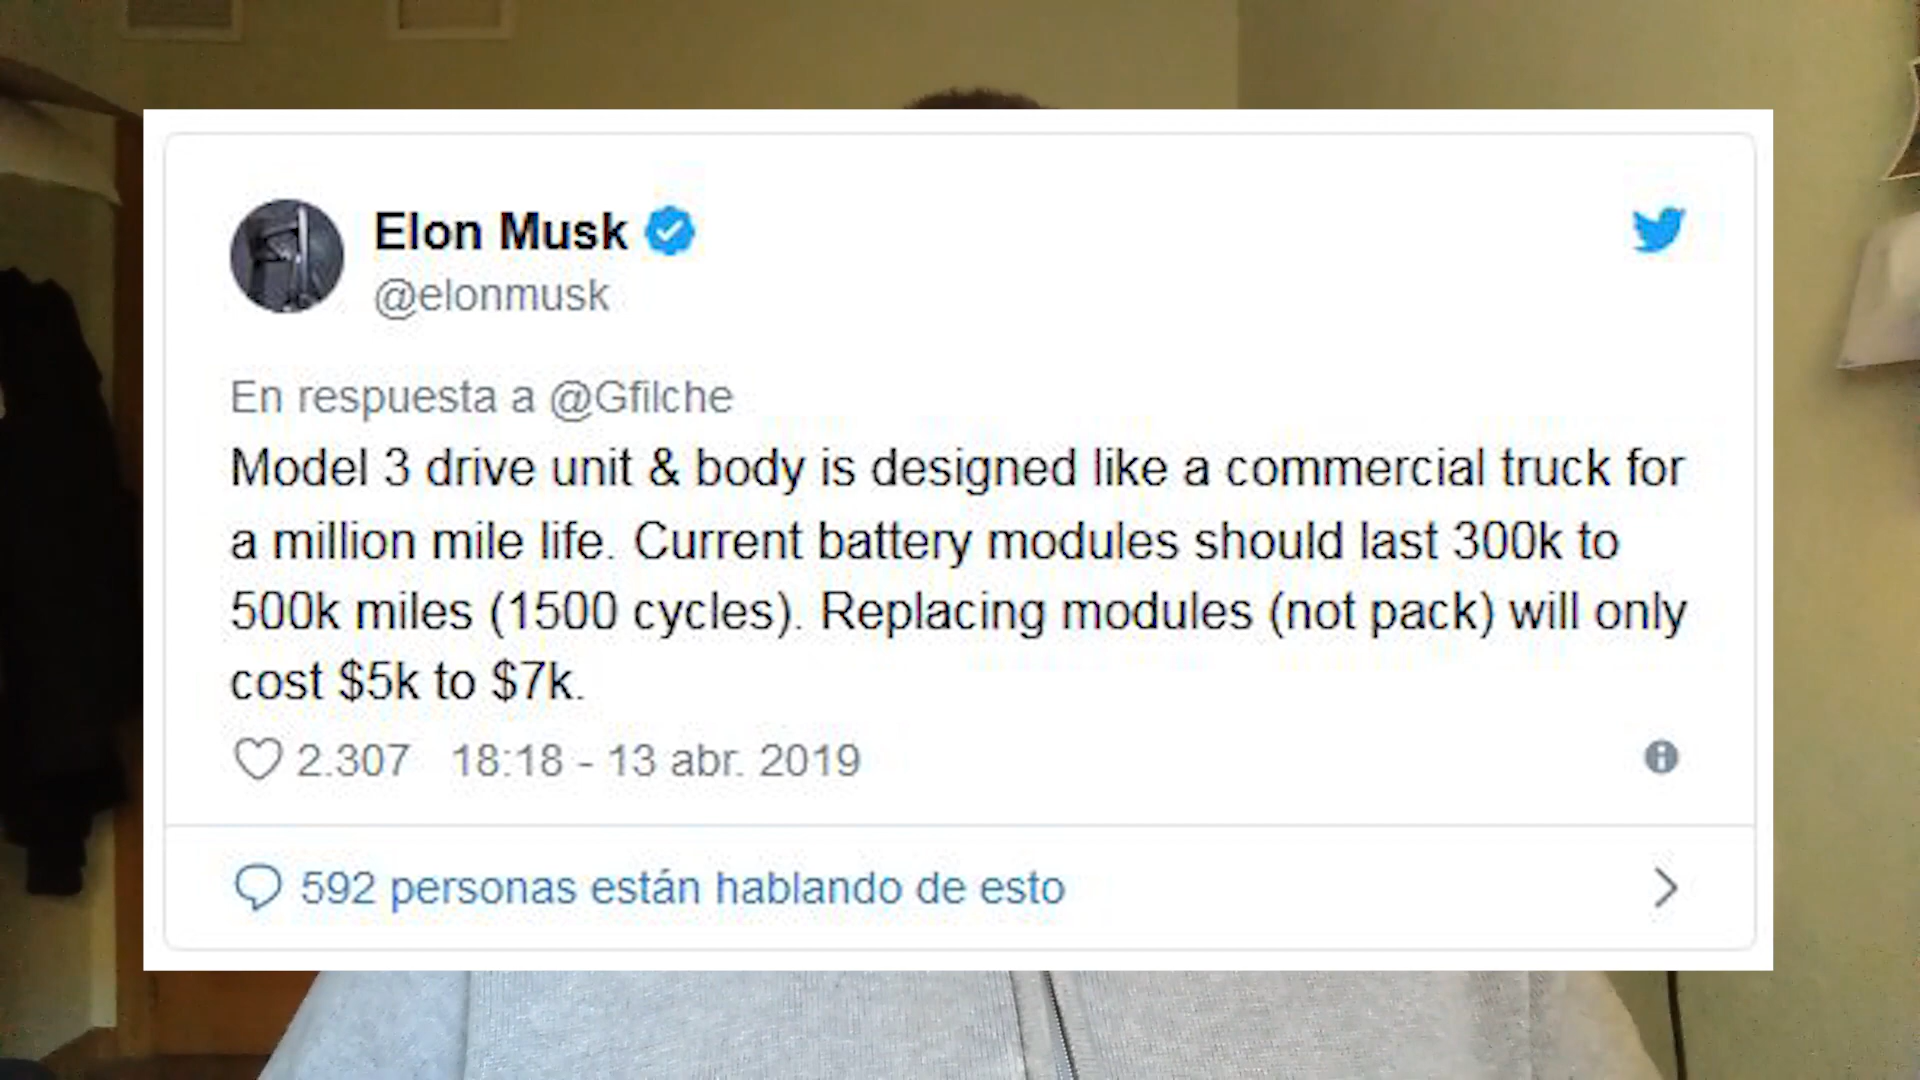 Elon Musk
@elonmusk
En respuesta a @Gfilche
Model 3 drive unit & body is designed like a commercial truck for
a million mile life. Current battery modules should last 300k to
500k miles (1500 cycles). Replacing modules (not pack) will only
cost $5k to $7k.
2.307 18:18 - 13 abr. 2019
592 personas están hablando de esto